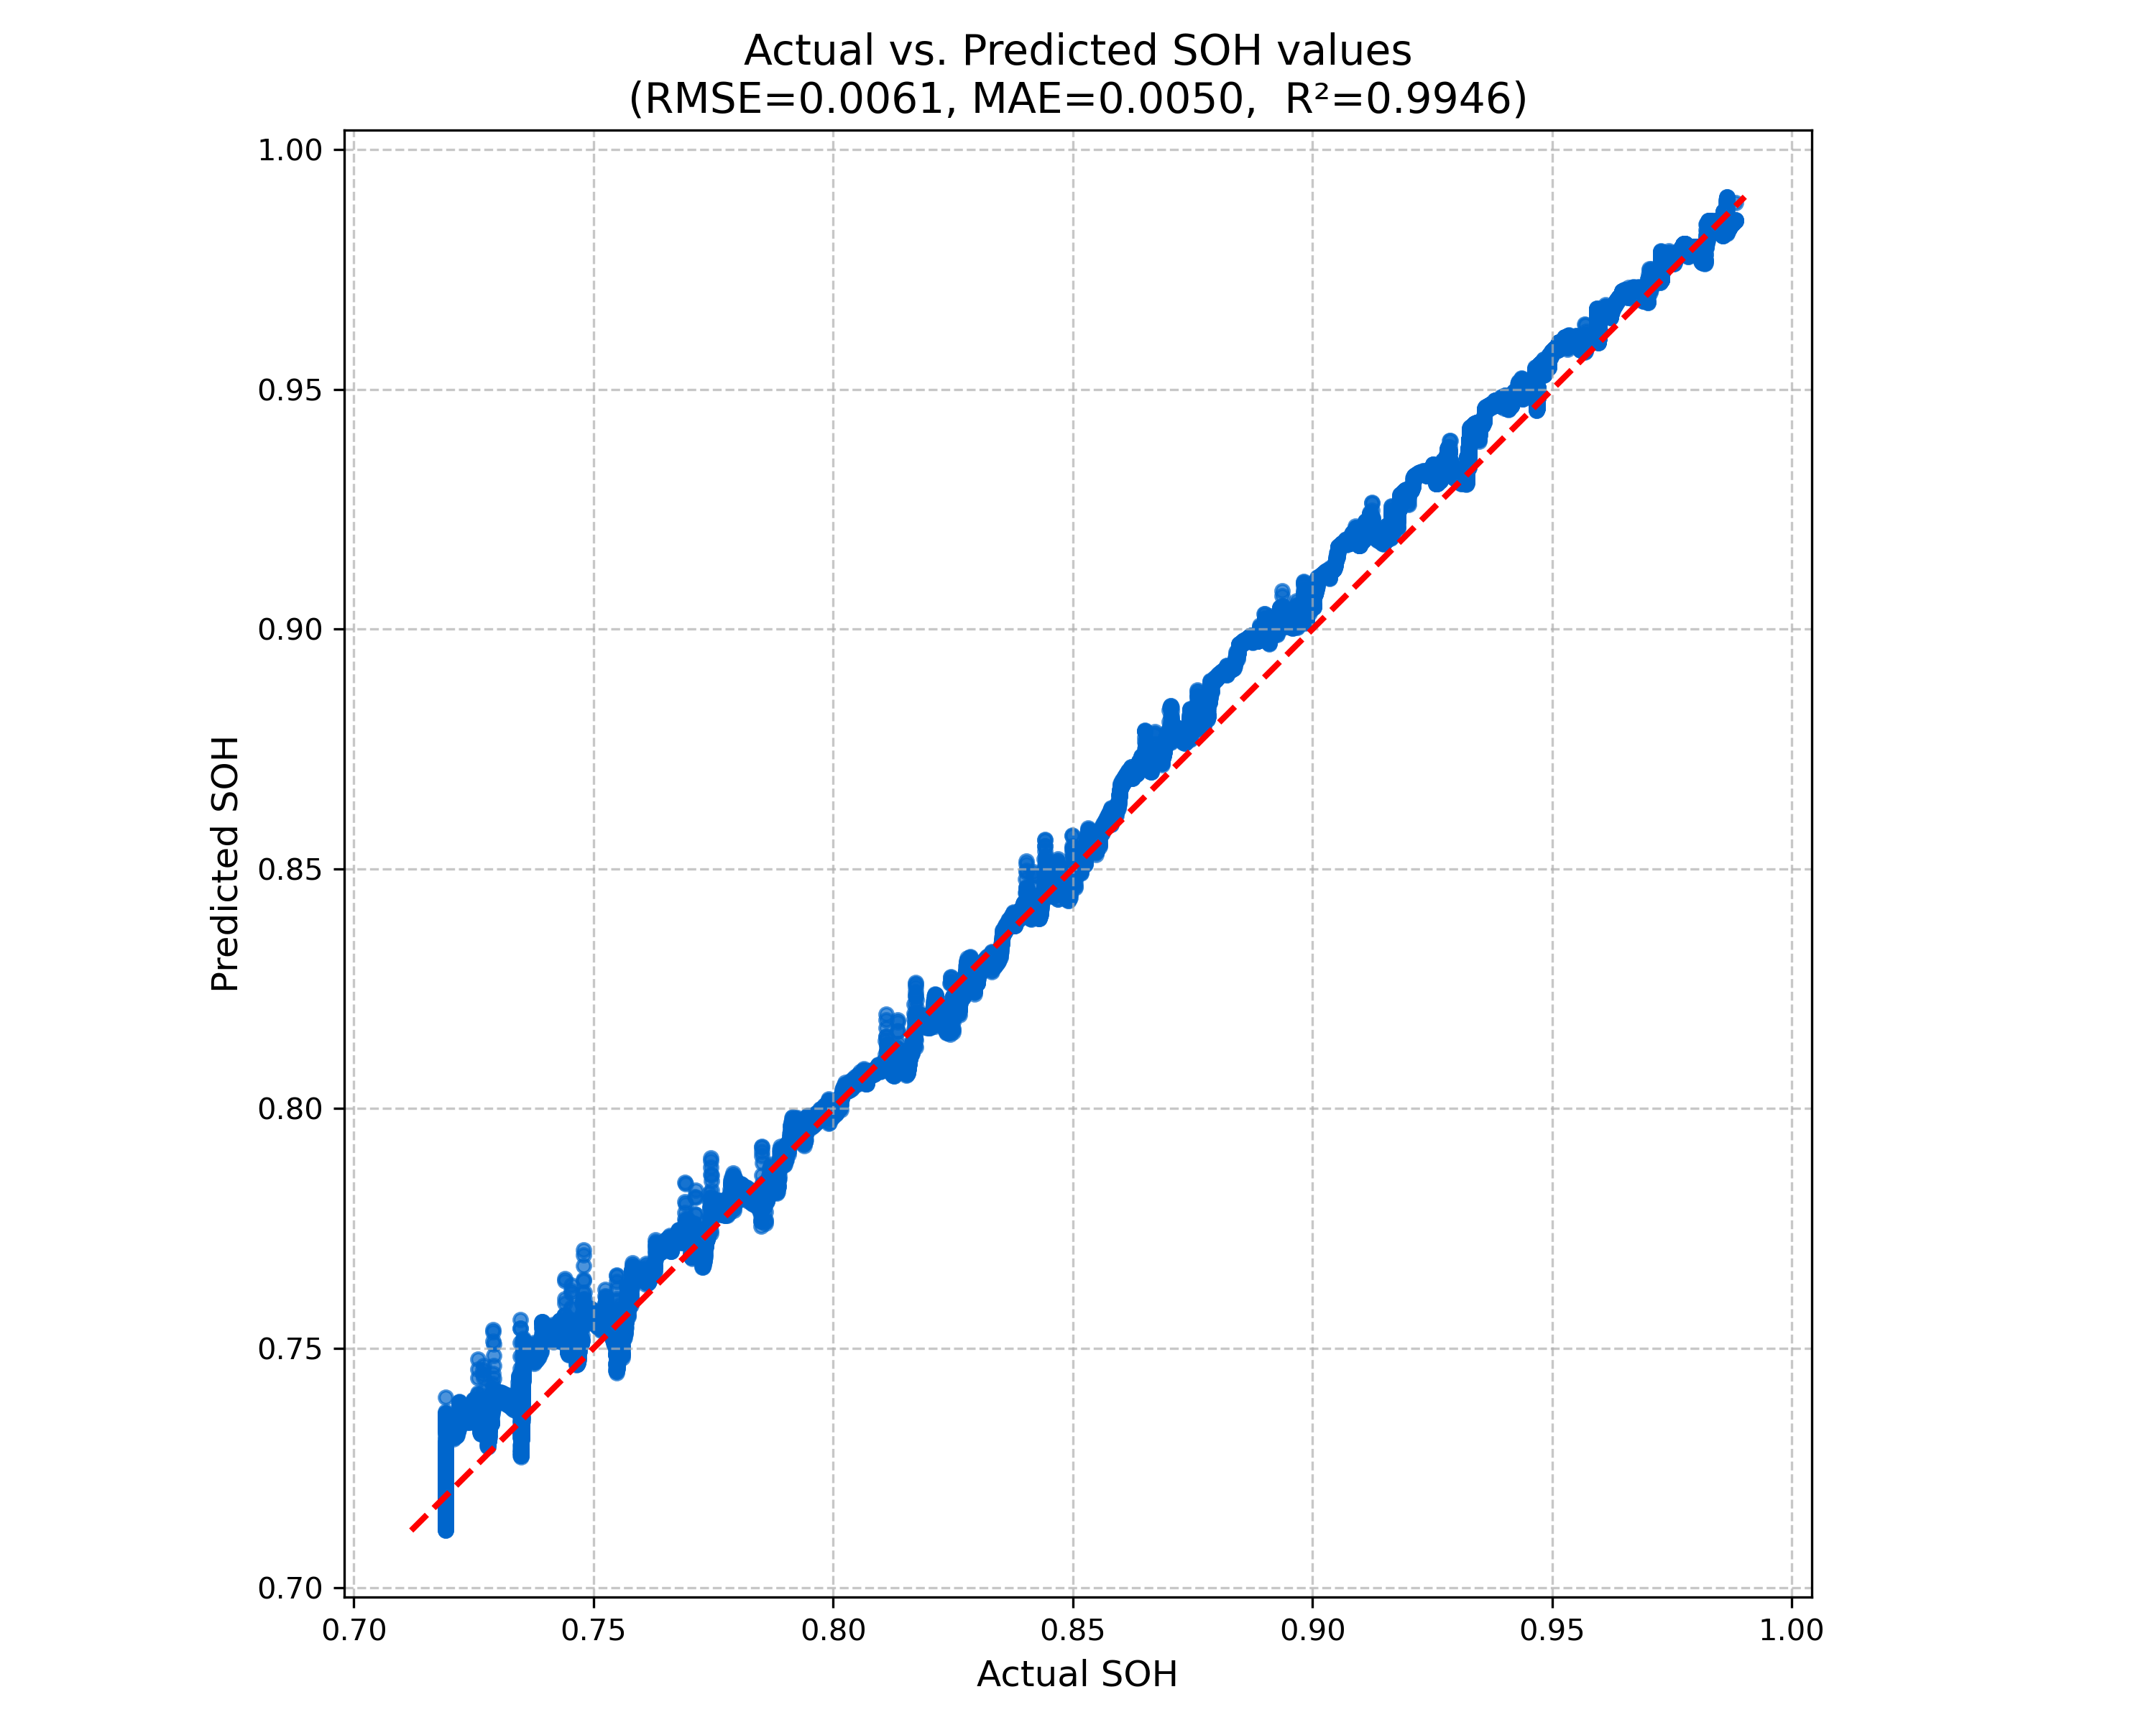 Actual vs. Predicted SOH values
(RMSE=0.0061, MAE=0.0050,  R²=0.9946)
1.00
0.95
0.90
0.85
0.80
0.75
0.70
Predicted SOH
0.70 0.75 0.80 0.85 0.90 0.95 1.00
Actual SOH